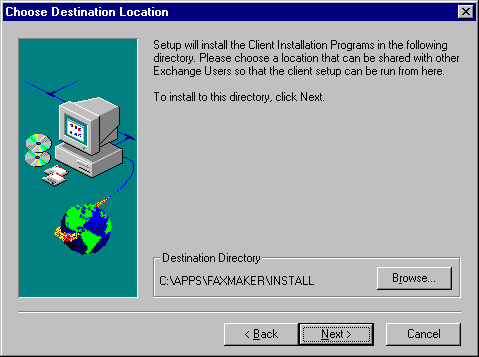 Choose Destination Location
Setup will install the Client Installation Programs in the following
directory. Please choose a location that can be shared with other
Exchange Users so that the client setup can be run from here.
To install to this directory, click Next.
Destination Directory
C:\APPS\FAXMAKER\INSTALL
Browse...
< Back
Next >
Cancel